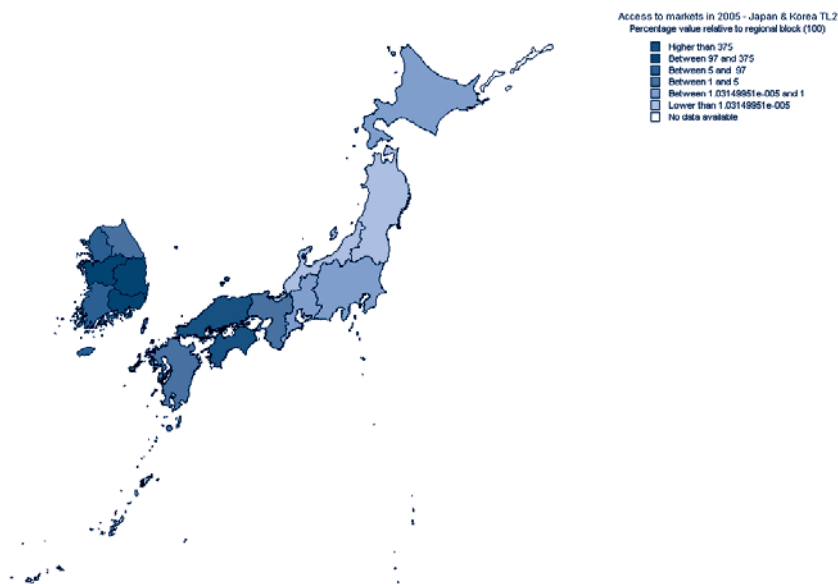 Access to markets in 2005 - Japan & Korea TL2
Percentage value relative to regional block (100)
Higher than 375
Between 97 and 375
Between 5 and 97
Between 1 and 5
Between 1.03149951e-005 and 1
Lower than 1.03149951e-005
No data available